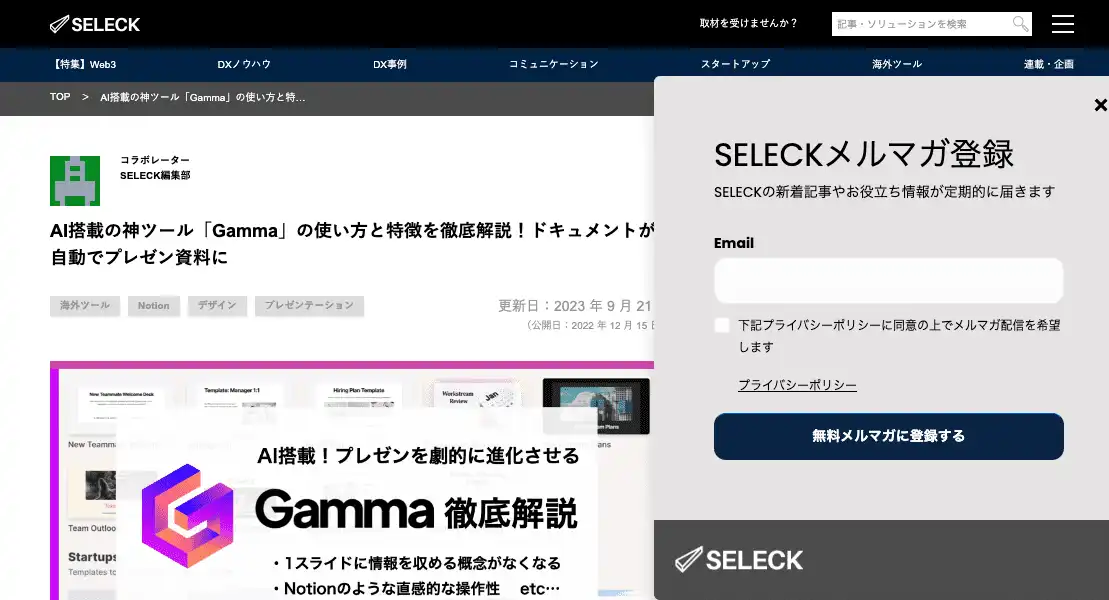 SELECK
取材を受けませんか？
記事・ソリューションを検索
【特集】Web3
DXノウハウ
DX事例
コミュニケーション
スタートアップ
海外ツール
連載・企画
TOP > AI搭載の神ツール「Gamma」の使い方と特…
コラボレーター
SELECK編集部
AI搭載の神ツール「Gamma」の使い方と特徴を徹底解説！ドキュメントが
自動でプレゼン資料に
海外ツール
Notion
デザイン
プレゼンテーション
更新日：2023 年 9 月 21
（公開日：2022 年 12 月 15
New Teammate Welcome Deck
Template: Manager 1:1
Hiring Plan Template
Workstream
Review
Jan
New Teamm
Team Outloo
Startups
Templates to
AI搭載！プレゼンを劇的に進化させる
Gamma 徹底解説
・1スライドに情報を収める概念がなくなる
・Notionのような直感的な操作性 etc…
×
SELECKメルマガ登録
SELECKの新着記事やお役立ち情報が定期的に届きます
Email
下記プライバシーポリシーに同意の上でメルマガ配信を希望
します
プライバシーポリシー
無料メルマガに登録する
SELECK